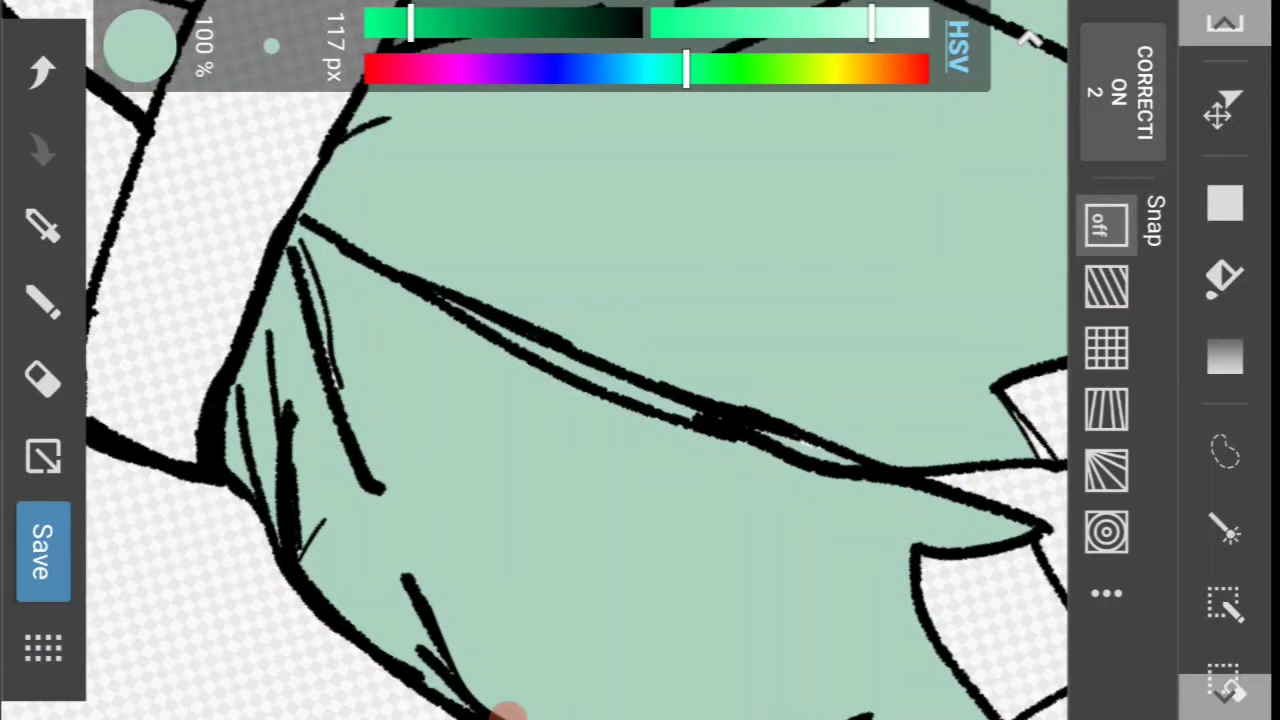 HSV
117 px
100 %
CORRECTI
ON
2
Snap
off
Save